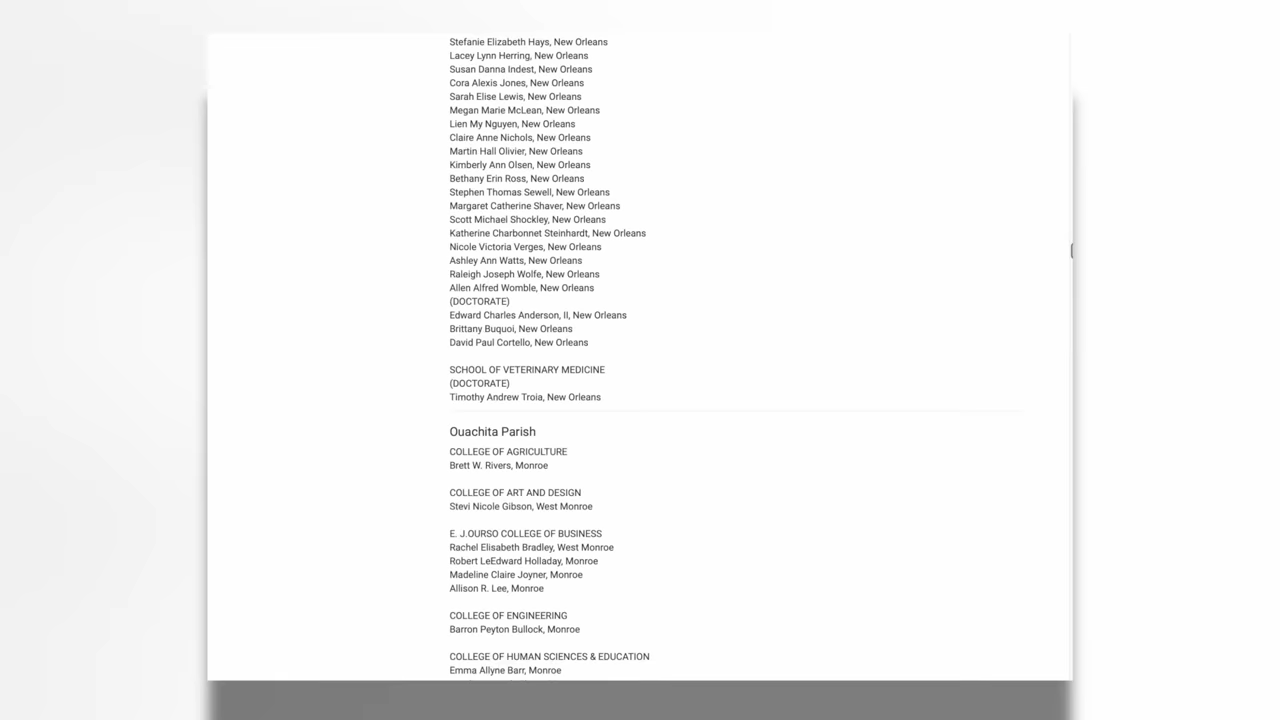 Stefanie Elizabeth Hays, New Orleans
Lacey Lynn Herring, New Orleans
Susan Danna Indest, New Orleans
Cora Alexis Jones, New Orleans
Sarah Elise Lewis, New Orleans
Megan Marie McLean, New Orleans
Lien My Nguyen, New Orleans
Claire Anne Nichols, New Orleans
Martin Hall Olivier, New Orleans
Kimberly Ann Olsen, New Orleans
Bethany Erin Ross, New Orleans
Stephen Thomas Sewell, New Orleans
Margaret Catherine Shaver, New Orleans
Scott Michael Shockley, New Orleans
Katherine Charbonnet Steinhardt, New Orleans
Nicole Victoria Verges, New Orleans
Ashley Ann Watts, New Orleans
Raleigh Joseph Wolfe, New Orleans
Allen Alfred Womble, New Orleans
(DOCTORATE)
Edward Charles Anderson, II, New Orleans
Brittany Buquoi, New Orleans
David Paul Cortello, New Orleans
SCHOOL OF VETERINARY MEDICINE
(DOCTORATE)
Timothy Andrew Troia, New Orleans
Ouachita Parish
COLLEGE OF AGRICULTURE
Brett W. Rivers, Monroe
COLLEGE OF ART AND DESIGN
Stevi Nicole Gibson, West Monroe
E. J.OURSO COLLEGE OF BUSINESS
Rachel Elisabeth Bradley, West Monroe
Robert LeEdward Holladay, Monroe
Madeline Claire Joyner, Monroe
Allison R. Lee, Monroe
COLLEGE OF ENGINEERING
Barron Peyton Bullock, Monroe
COLLEGE OF HUMAN SCIENCES & EDUCATION
Emma Allyne Barr, Monroe